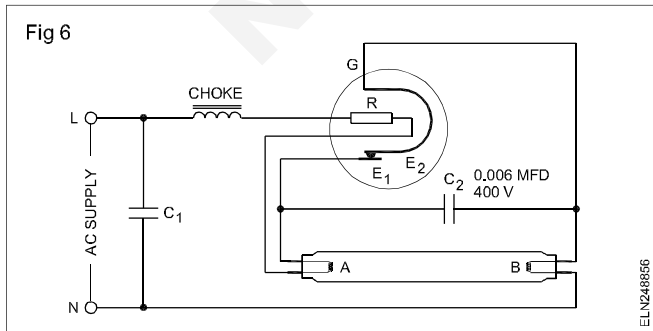 Fig 6
G
CHOKE
R
L
E2
E1
C2 0.006 MFD
400 V
AC SUPPLY
C1
A
B
N
ELN248856